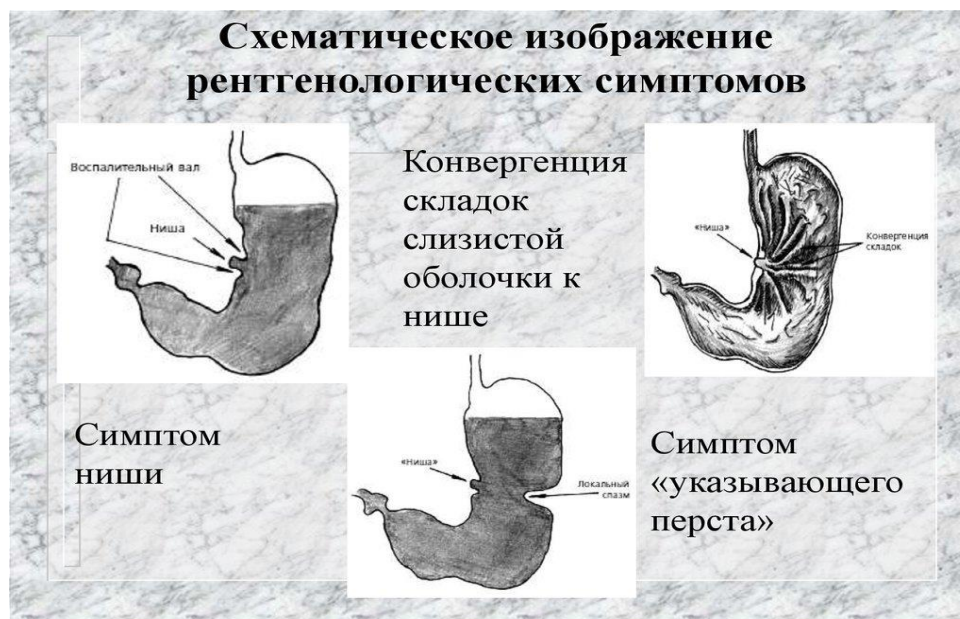 Схематическое изображение
рентгенологических симптомов
Воспалительный вал
Ниша
Конвергенция
складок
слизистой
оболочки к
нише
«Ниша»
Конвергенция
складок
Симптом
ниши
«Ниша»
Локальный
спазм
Симптом
«указывающего
перста»